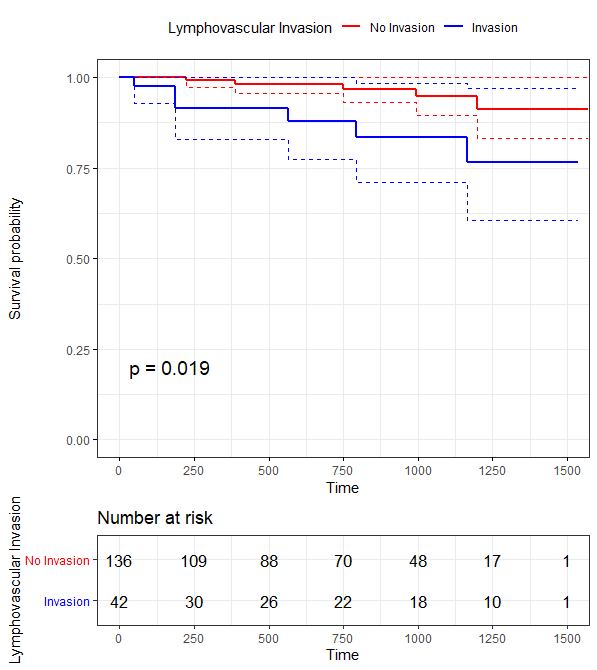 Lymphovascular Invasion No Invasion Invasion
Survival probability
1.00
0.75
0.50
0.25
0.00
p = 0.019
0 250 500 750 1000 1250 1500
Time
Number at risk
Lymphovascular Invasion
No Invasion 136 109 88 70 48 17 1
Invasion 42 30 26 22 18 10 1
0 250 500 750 1000 1250 1500
Time